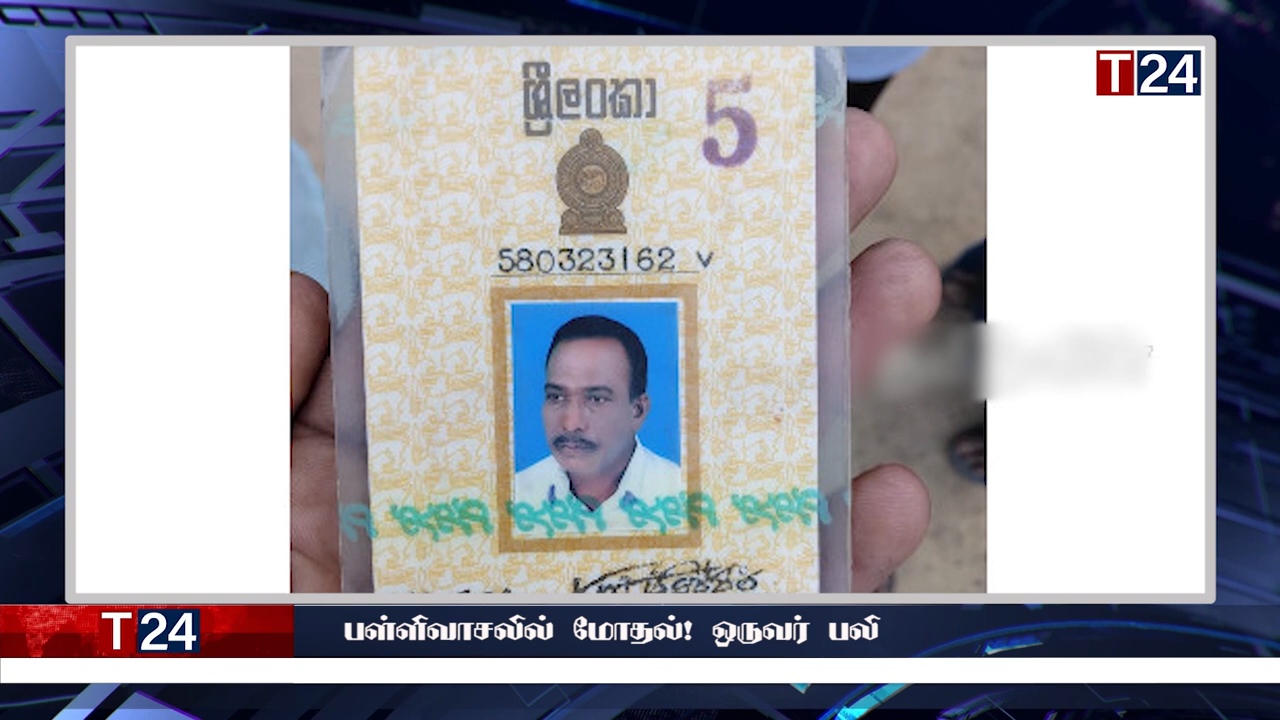 T24
ශ්‍රී ලංකා
5
580323162 v
T24
பள்ளிவாசலில் மோதல்! ஒருவர் பலி